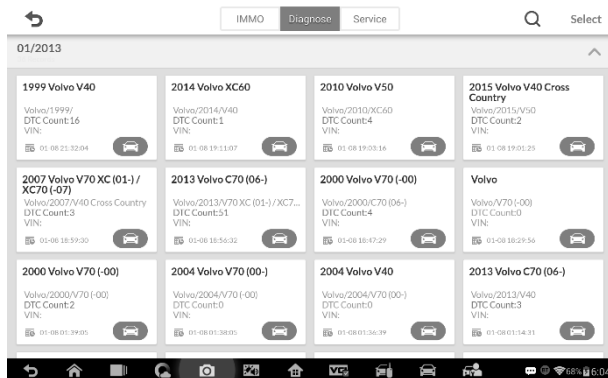 IMMO Diagnose Service Select
01/2013
1999 Volvo V40
Volvo/1999/
DTC Count:16
VIN:
01-08 21:32:04
2014 Volvo XC60
Volvo/2014/V40
DTC Count:1
VIN:
01-08 19:11:07
2010 Volvo V50
Volvo/2010/XC60
DTC Count:4
VIN:
01-08 19:03:16
2015 Volvo V40 Cross
Country
Volvo/2015/V50
DTC Count:2
VIN:
01-08 19:01:25
2007 Volvo V70 XC (01-) /
XC70 (-07)
Volvo/2007/V40 Cross Country
DTC Count:3
VIN:
01-08 18:59:00
2013 Volvo C70 (06-)
Volvo/2013/V70 XC (01-) / XC7...
DTC Count:51
VIN:
01-08 18:56:02
2000 Volvo V70 (-00)
Volvo/2000/C70 (06-)
DTC Count:4
VIN:
01-08 18:47:29
Volvo
Volvo/V70 (-00)
DTC Count:0
VIN:
01-08 18:29:56
2000 Volvo V70 (-00)
Volvo/2000/V70 (-00)
DTC Count:2
VIN:
01-08 01:39:05
2004 Volvo V70 (00-)
Volvo/2004/V70 (-00)
DTC Count:0
VIN:
01-08 01:38:05
2004 Volvo V40
Volvo/2004/V70 (00-)
DTC Count:0
VIN:
01-08 01:36:39
2013 Volvo C70 (06-)
Volvo/2013/V40
DTC Count:3
VIN:
01-08 01:14:31
68% 6:04